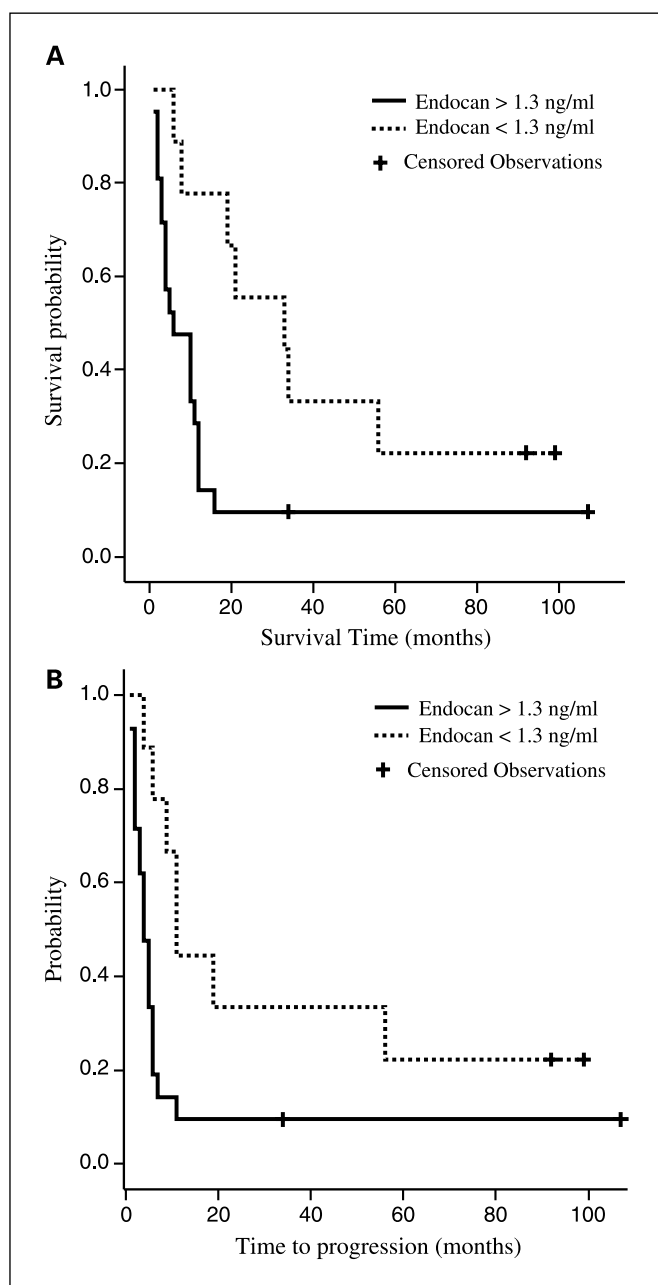 A
1.0
0.8
0.6
0.4
0.2
0.0
Survival probability
Endocan > 1.3 ng/ml
Endocan < 1.3 ng/ml
Censored Observations
0 20 40 60 80 100
Survival Time (months)
B
1.0
0.8
0.6
0.4
0.2
0.0
Probability
Endocan > 1.3 ng/ml
Endocan < 1.3 ng/ml
Censored Observations
0 20 40 60 80 100
Time to progression (months)